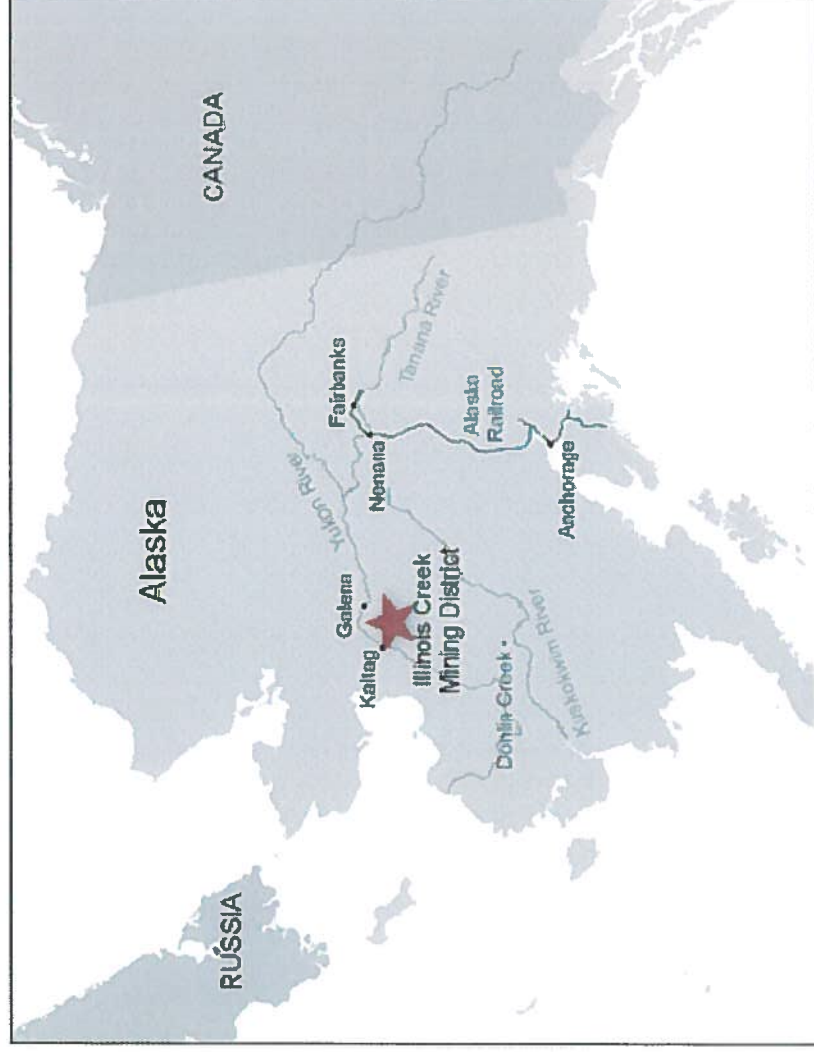 RUSSIA
Alaska
CANADA
Yukon River
Fairbanks
Tanana River
Galena
Kaltag
Nenana
Illinois Creek
Mining District
Alaska
Railroad
Donlin Creek
Kuskokwim River
Anchorage